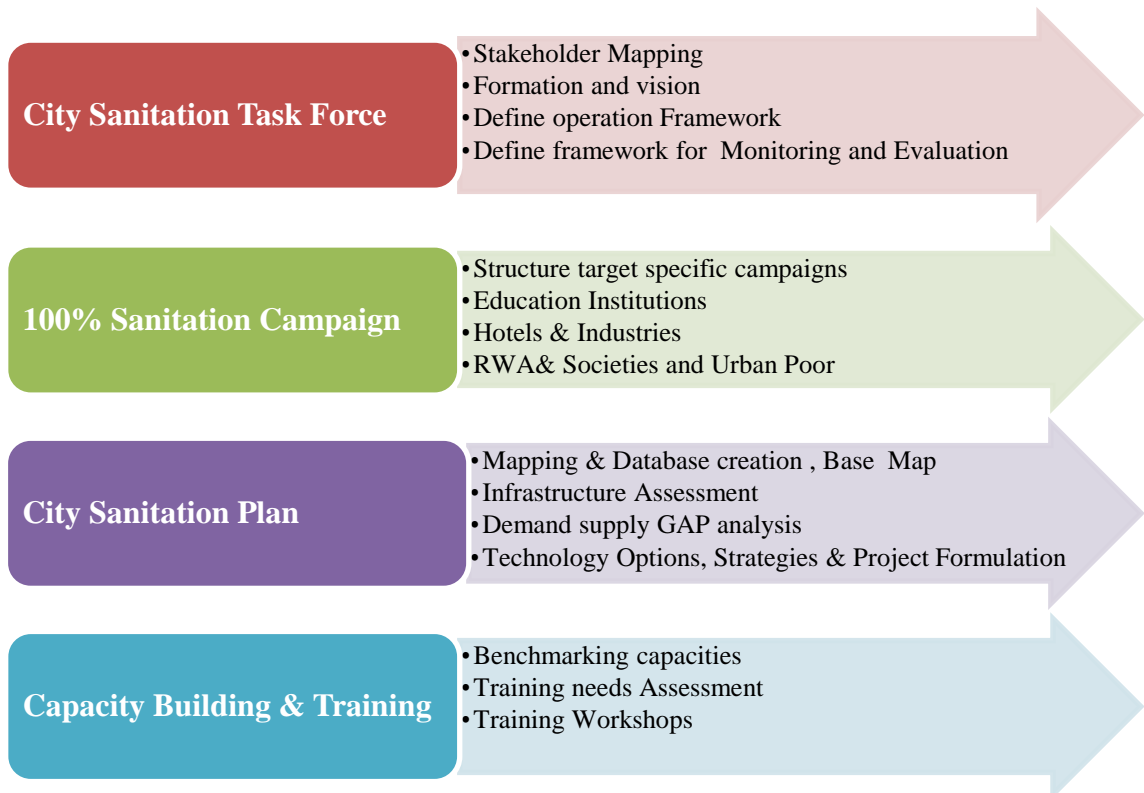 City Sanitation Task Force
•Stakeholder Mapping
•Formation and vision
•Define operation Framework
•Define framework for Monitoring and Evaluation
100% Sanitation Campaign
•Structure target specific campaigns
•Education Institutions
•Hotels & Industries
•RWA& Societies and Urban Poor
City Sanitation Plan
•Mapping & Database creation , Base Map
•Infrastructure Assessment
•Demand supply GAP analysis
•Technology Options, Strategies & Project Formulation
Capacity Building & Training
•Benchmarking capacities
•Training needs Assessment
•Training Workshops